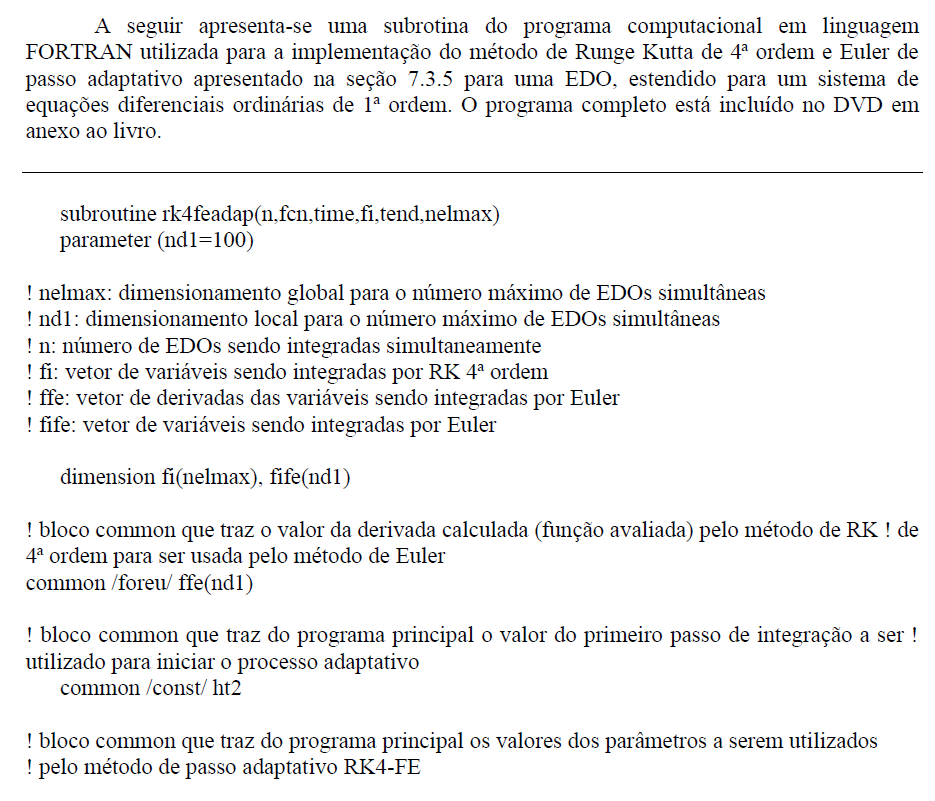 A seguir apresenta-se uma subrotina do programa computacional em linguagem
FORTRAN utilizada para a implementação do método de Runge Kutta de 4ª ordem e Euler de
passo adaptativo apresentado na seção 7.3.5 para uma EDO, estendido para um sistema de
equações diferenciais ordinárias de 1ª ordem. O programa completo está incluído no DVD em
anexo ao livro.
subroutine rk4feadap(n,fcn,time,fi,tend,nelmax)
parameter (nd1=100)
! nelmax: dimensionamento global para o número máximo de EDOs simultâneas
! nd1: dimensionamento local para o número máximo de EDOs simultâneas
! n: número de EDOs sendo integradas simultaneamente
! fi: vetor de variáveis sendo integradas por RK 4ª ordem
! ffe: vetor de derivadas das variáveis sendo integradas por Euler
! fife: vetor de variáveis sendo integradas por Euler
dimension fi(nelmax), fife(nd1)
! bloco common que traz o valor da derivada calculada (função avaliada) pelo método de RK ! de
4ª ordem para ser usada pelo método de Euler
common /foreu/ ffe(nd1)
! bloco common que traz do programa principal o valor do primeiro passo de integração a ser !
utilizado para iniciar o processo adaptativo
common /const/ ht2
! bloco common que traz do programa principal os valores dos parâmetros a serem utilizados
! pelo método de passo adaptativo RK4-FE